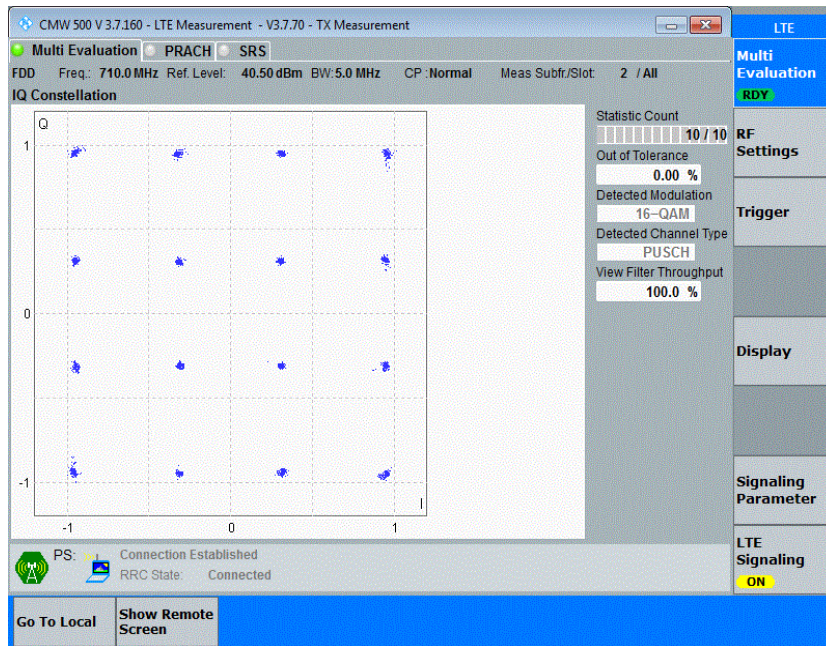 CMW 500 V 3.7.160 - LTE Measurement - V3.7.70 - TX Measurement
LTE
Multi Evaluation PRACH SRS
FDD Freq.: 710.0 MHz Ref. Level: 40.50 dBm BW: 5.0 MHz CP : Normal Meas Subfr./Slot: 2 / All
IQ Constellation
Q
1
0
-1
I
-1 0 1
Statistic Count
10 / 10
Out of Tolerance
0.00 %
Detected Modulation
16-QAM
Detected Channel Type
PUSCH
View Filter Throughput
100.0 %
Multi
Evaluation
RDY
RF
Settings
Trigger
Display
Signaling
Parameter
LTE
Signaling
ON
PS: Connection Established
RRC State: Connected
Go To Local
Show Remote
Screen